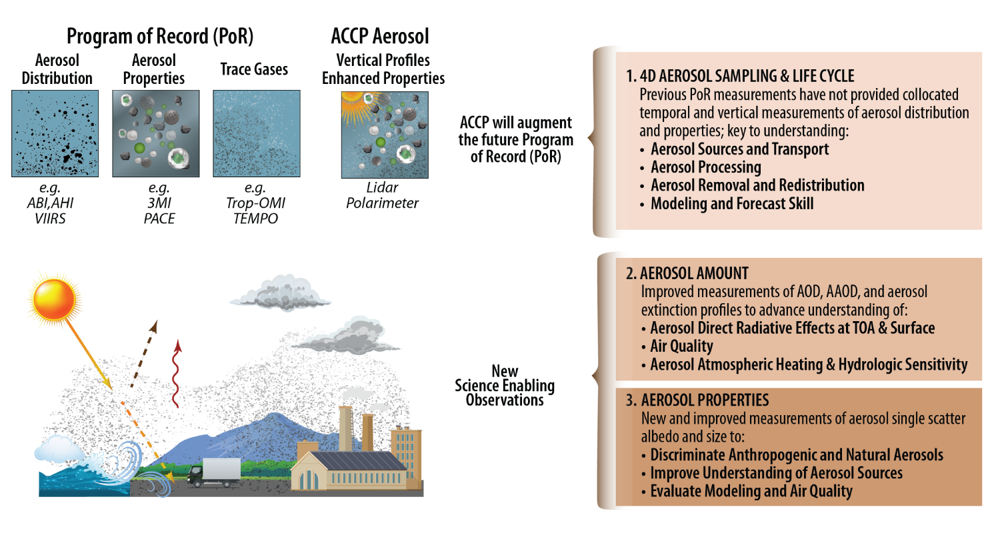 Program of Record (PoR)
Aerosol
Distribution
Aerosol
Properties
Trace Gases
e.g.
ABI,AHI
VIIRS
e.g.
3MI
PACE
e.g.
Trop-OMI
TEMPO
ACCP Aerosol
Vertical Profiles
Enhanced Properties
Lidar
Polarimeter
ACCP will augment
the future Program
of Record (PoR)
1. 4D AEROSOL SAMPLING & LIFE CYCLE
Previous PoR measurements have not provided collocated
temporal and vertical measurements of aerosol distribution
and properties; key to understanding:
• Aerosol Sources and Transport
• Aerosol Processing
• Aerosol Removal and Redistribution
• Modeling and Forecast Skill
New
Science Enabling
Observations
2. AEROSOL AMOUNT
Improved measurements of AOD, AAOD, and aerosol
extinction profiles to advance understanding of:
• Aerosol Direct Radiative Effects at TOA & Surface
• Air Quality
• Aerosol Atmospheric Heating & Hydrologic Sensitivity
3. AEROSOL PROPERTIES
New and improved measurements of aerosol single scatter
albedo and size to:
• Discriminate Anthropogenic and Natural Aerosols
• Improve Understanding of Aerosol Sources
• Evaluate Modeling and Air Quality